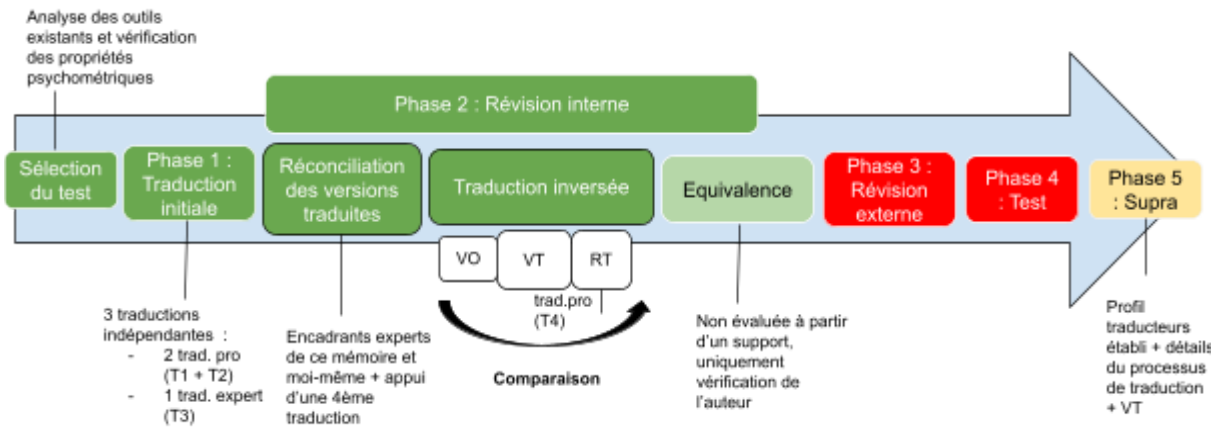 Analyse des outils
existants et vérification
des propriétés
psychométriques
Phase 2 : Révision interne
Sélection
du test
Phase 1 :
Traduction
initiale
Réconciliation
des versions
traduites
Traduction inversée
Equivalence
Phase 3 :
Révision
externe
Phase 4
: Test
Phase 5
: Supra
VO
VT
RT
trad.pro
(T4)
Comparaison
3 traductions
indépendantes :
- 2 trad. pro
(T1 + T2)
- 1 trad. expert
(T3)
Encadrants experts
de ce mémoire et
moi-même + appui
d'une 4ème
traduction
Non évaluée à partir
d'un support,
uniquement
vérification de
l'auteur
Profil
traducteurs
établi + détails
du processus
de traduction
+ VT